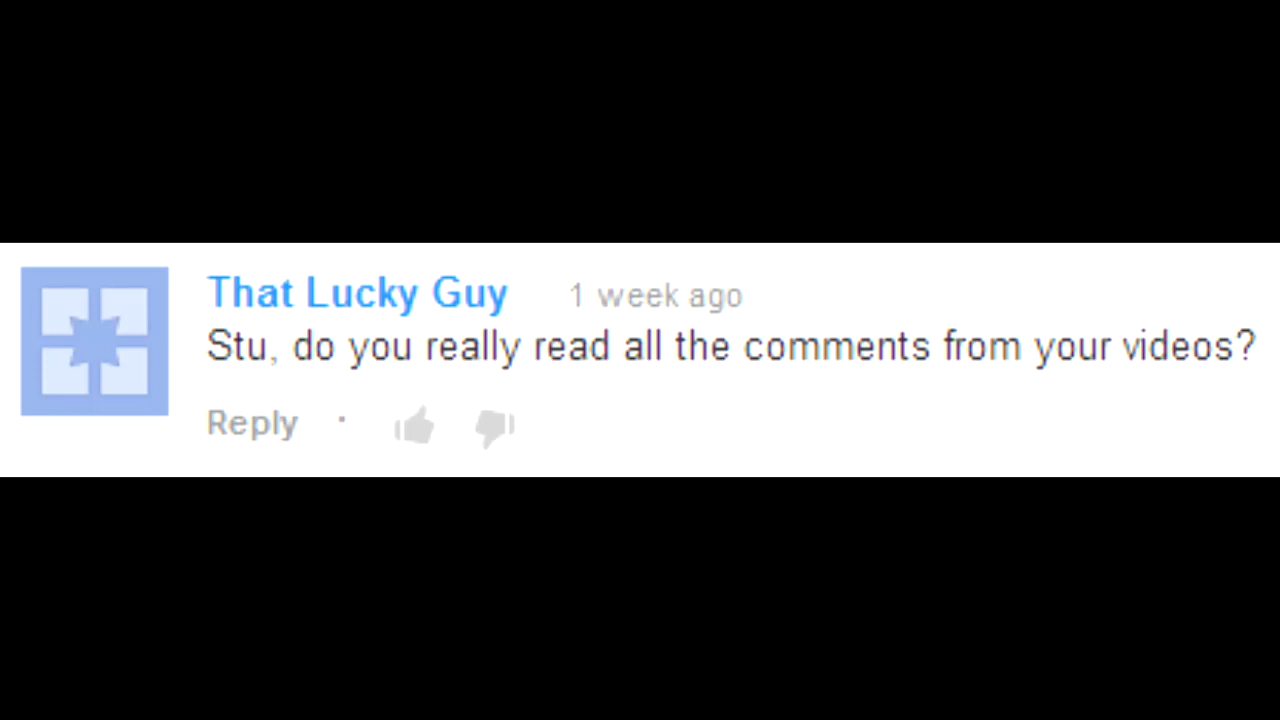 That Lucky Guy 1 week ago
Stu, do you really read all the comments from your videos?
Reply ·